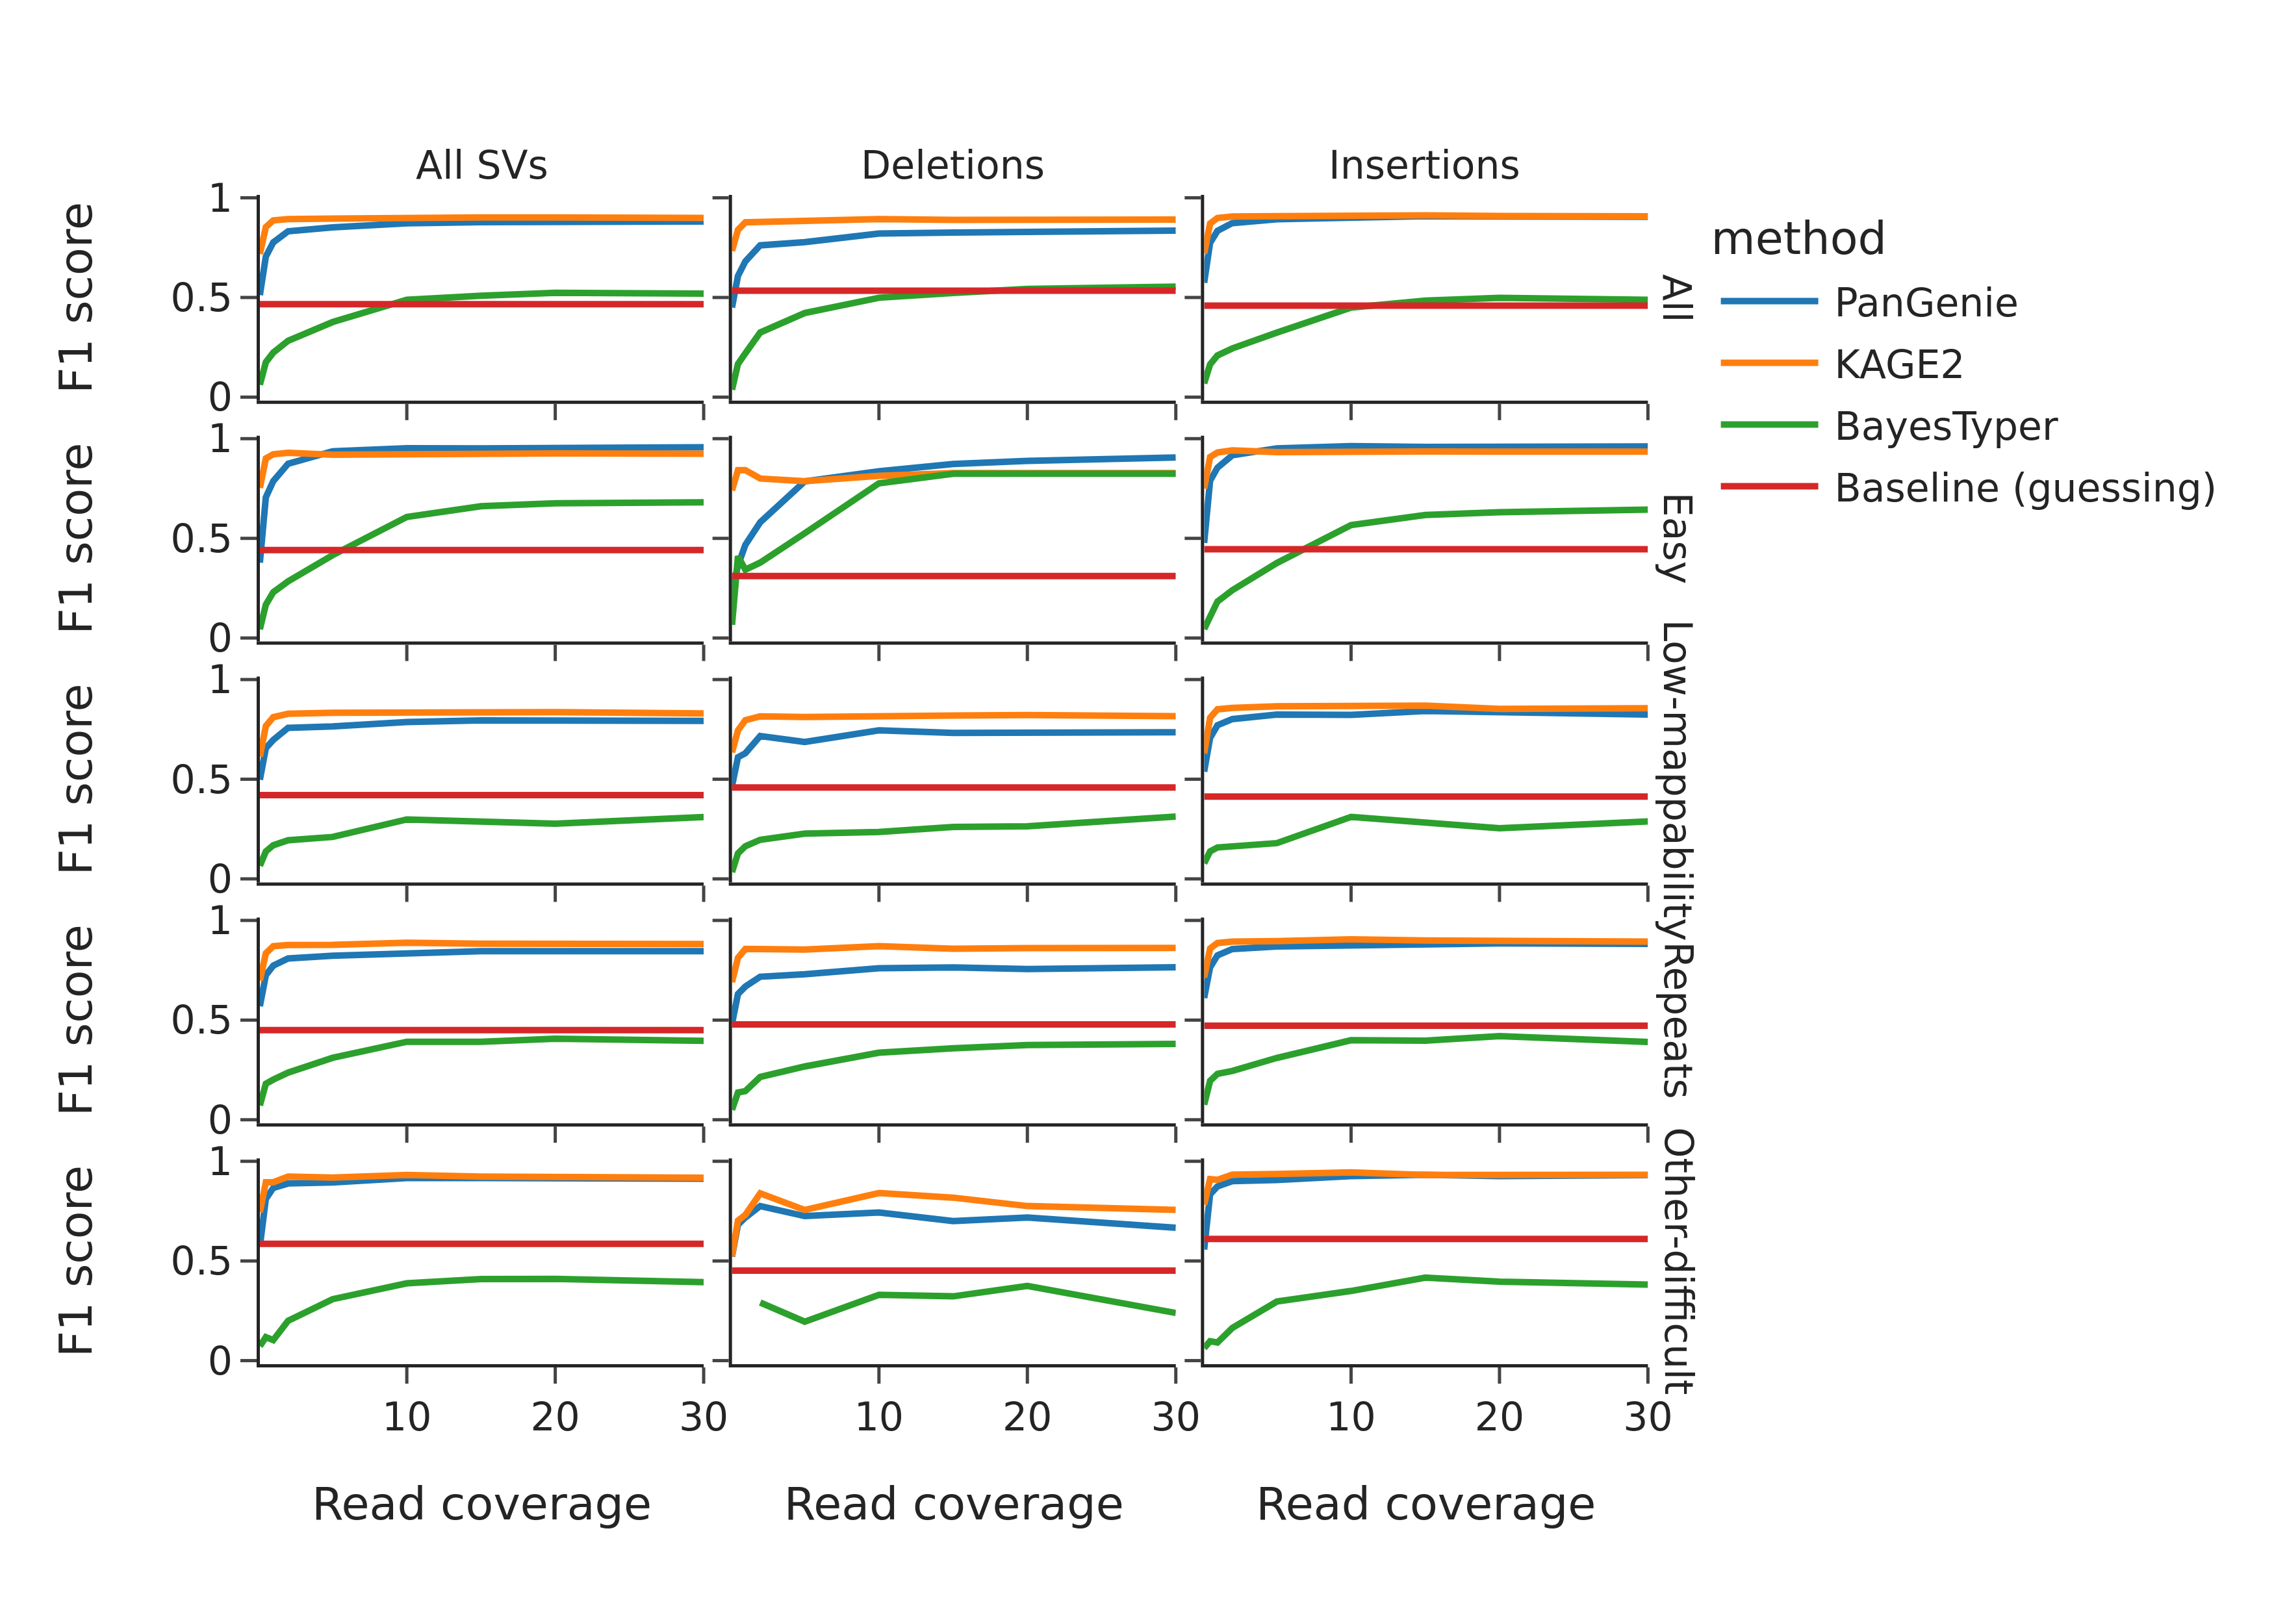 All SVs
Deletions
Insertions
F1 score
1
0.5
0
All
F1 score
1
0.5
0
Easy
F1 score
1
0.5
0
Low-mappability
F1 score
1
0.5
0
Repeats
F1 score
1
0.5
0
Other-difficult
10
20
30
10
20
30
10
20
30
Read coverage
Read coverage
Read coverage
method
PanGenie
KAGE2
BayesTyper
Baseline (guessing)